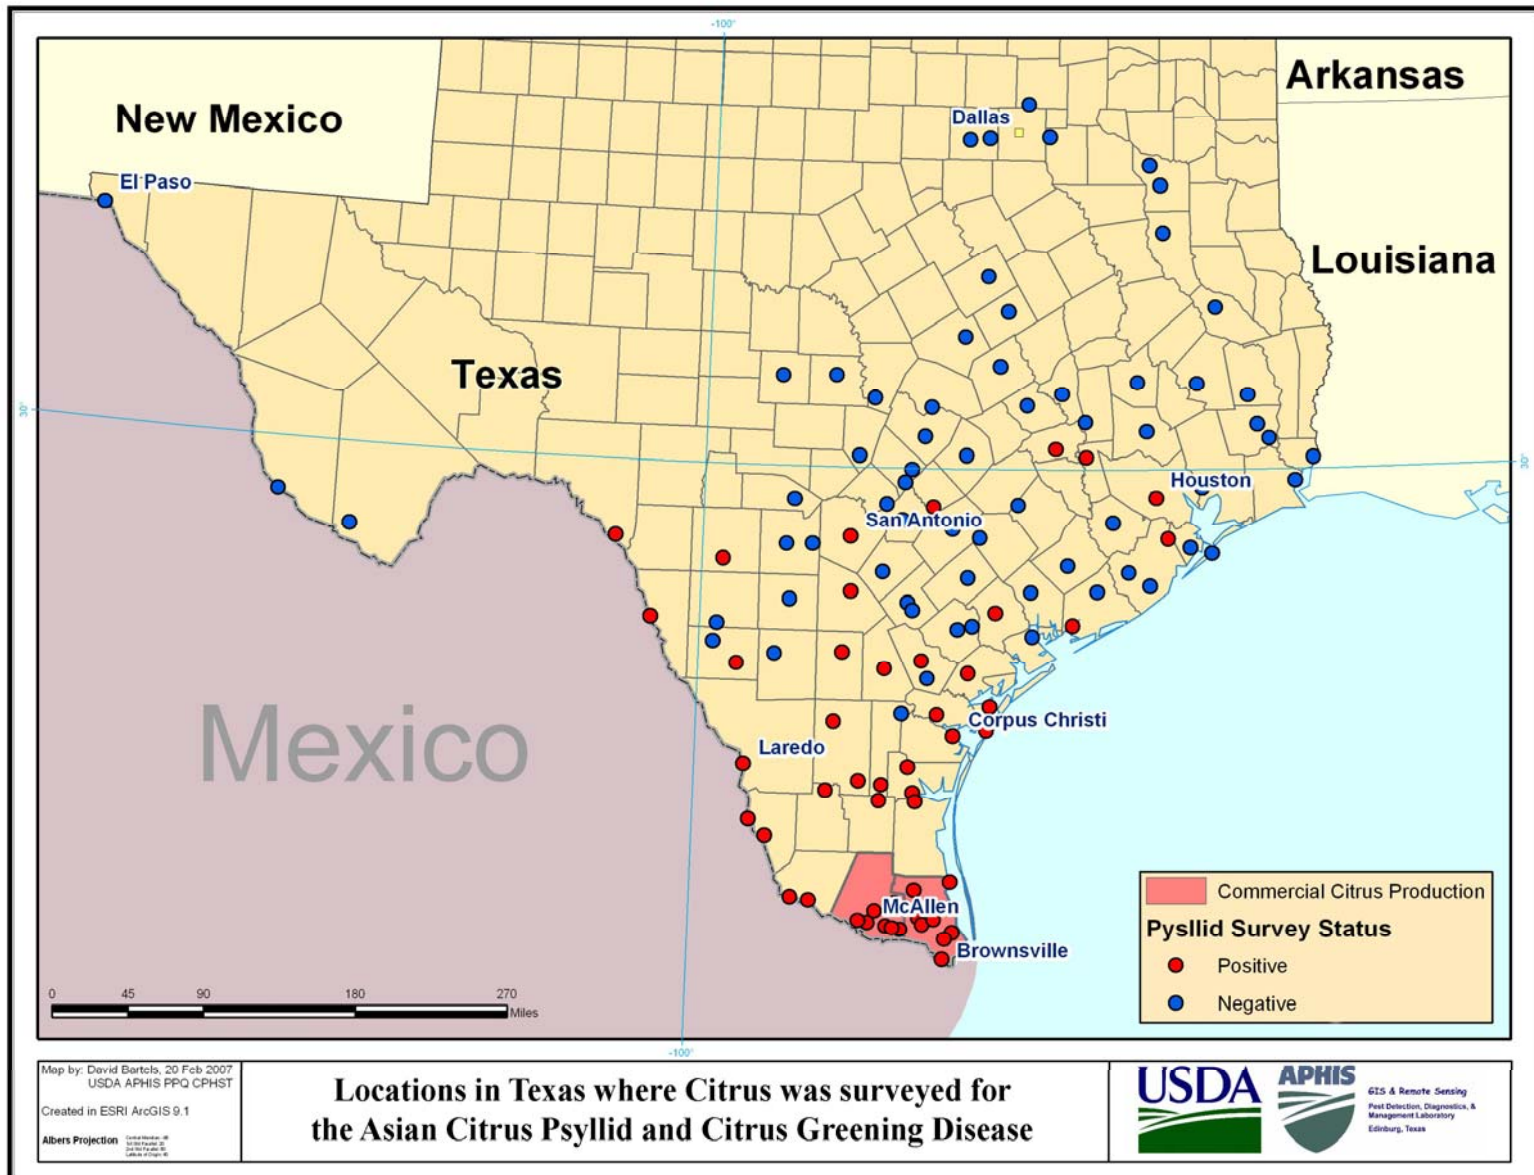 -100°
New Mexico
Arkansas
Dallas
El Paso
Louisiana
Texas
30°
30°
Houston
San Antonio
Mexico
Corpus Christi
Laredo
McAllen
Brownsville
Commercial Citrus Production
Pysllid Survey Status
Positive
Negative
0 45 90 180 270
Miles
-100°
Map by: David Bartels, 20 Feb 2007
USDA APHIS PPQ CPHST
Created in ESRI ArcGIS 9.1
Albers Projection
Locations in Texas where Citrus was surveyed for
the Asian Citrus Psyllid and Citrus Greening Disease
USDA
APHIS
GIS & Remote Sensing
Pest Detection, Diagnostics, &
Management Laboratory
Edinburg, Texas